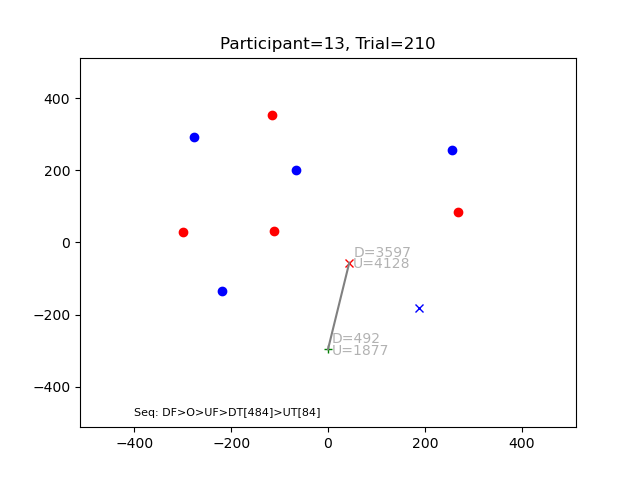 Participant=13, Trial=210
400
200
0
−200
−400
D=3597
U=4128
D=492
U=1877
Seq: DF>O>UF>DT[484]>UT[84]
−400
−200
0
200
400